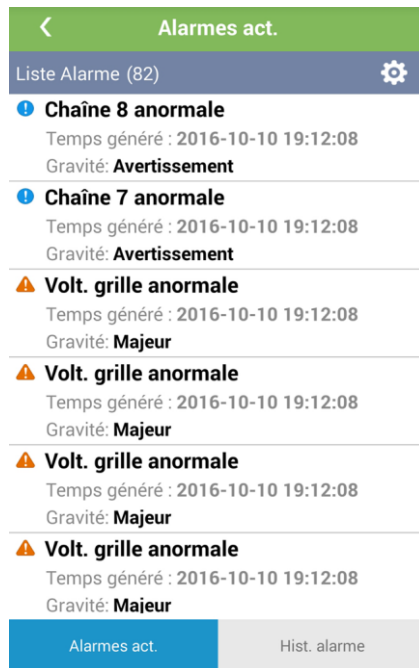 Alarmes act.
Liste Alarme (82)
Chaîne 8 anormale
Temps généré : 2016-10-10 19:12:08
Gravité: Avertissement
Chaîne 7 anormale
Temps généré : 2016-10-10 19:12:08
Gravité: Avertissement
Volt. grille anormale
Temps généré : 2016-10-10 19:12:08
Gravité: Majeur
Volt. grille anormale
Temps généré : 2016-10-10 19:12:08
Gravité: Majeur
Volt. grille anormale
Temps généré : 2016-10-10 19:12:08
Gravité: Majeur
Volt. grille anormale
Temps généré : 2016-10-10 19:12:08
Gravité: Majeur
Alarmes act. Hist. alarme